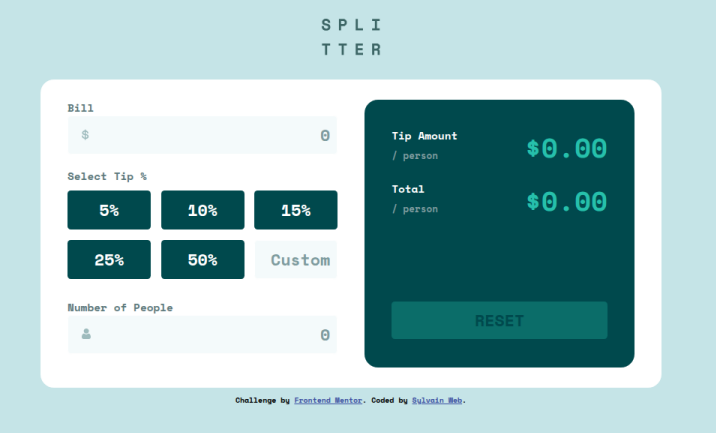 SPLI
TTER
Bill
$ 0
Select Tip %
5% 10% 15%
25% 50% Custom
Number of People
0
Tip Amount
/ person
$0.00
Total
/ person
$0.00
RESET
Challenge by Frontend Mentor. Coded by Sylvain Web.